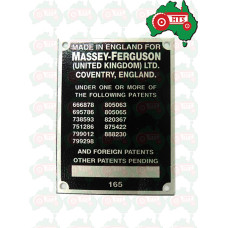 MADE IN ENGLAND FOR
MASSEY-FERGUSON
(UNITED KINGDOM) LTD.
COVENTRY, ENGLAND.
UNDER ONE OR MORE OF
THE FOLLOWING PATENTS
666878 805063
695786 805065
738593 820367
751286 875422
799012 888230
799298
AND FOREIGN PATENTS
OTHER PATENTS PENDING
165
HTS